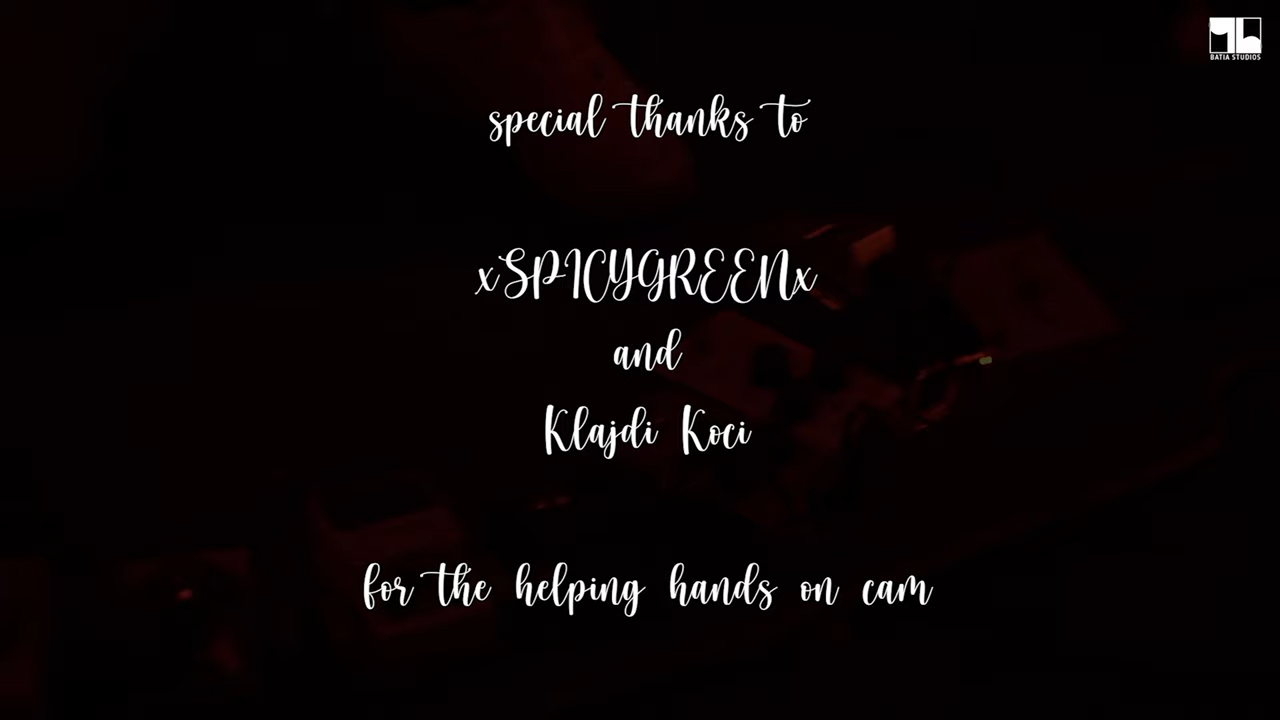 BATIA STUDIOS
special thanks to
xSPICYGREENx
and
Klajdi Koci
for the helping hands on cam